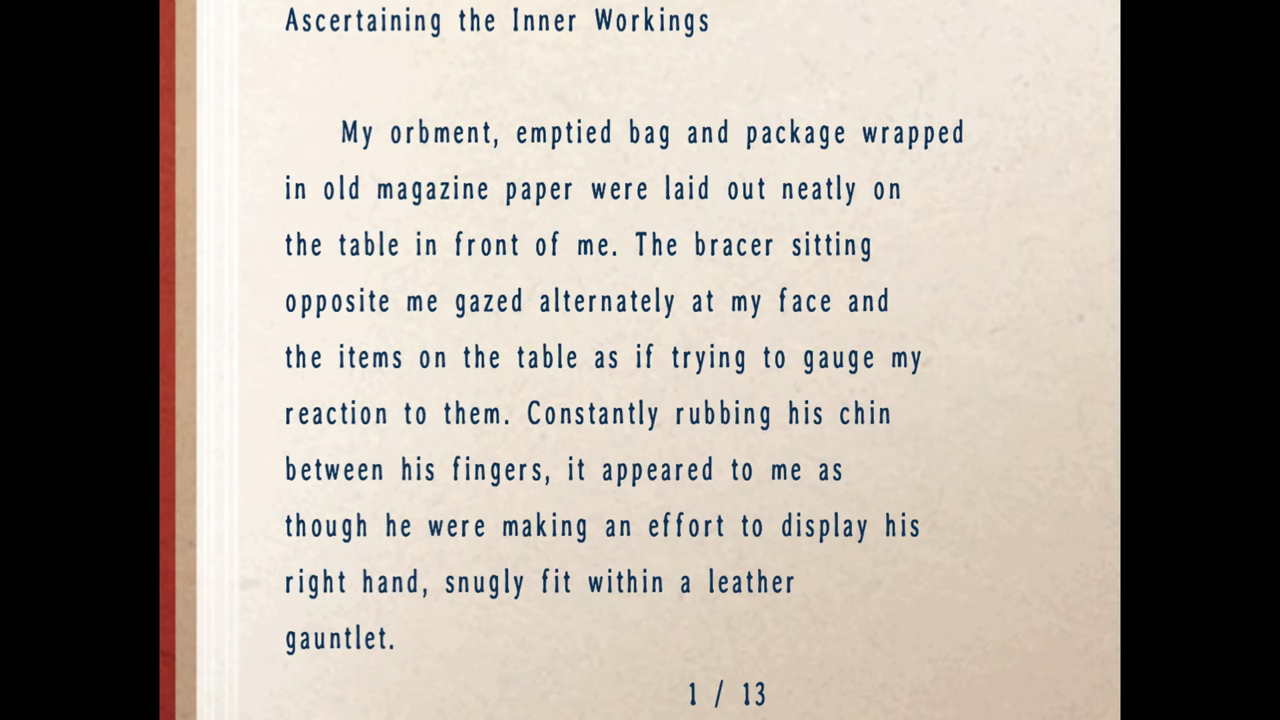 Ascertaining the Inner Workings
My orbment, emptied bag and package wrapped
in old magazine paper were laid out neatly on
the table in front of me. The bracer sitting
opposite me gazed alternately at my face and
the items on the table as if trying to gauge my
reaction to them. Constantly rubbing his chin
between his fingers, it appeared to me as
though he were making an effort to display his
right hand, snugly fit within a leather
gauntlet.
1 / 13